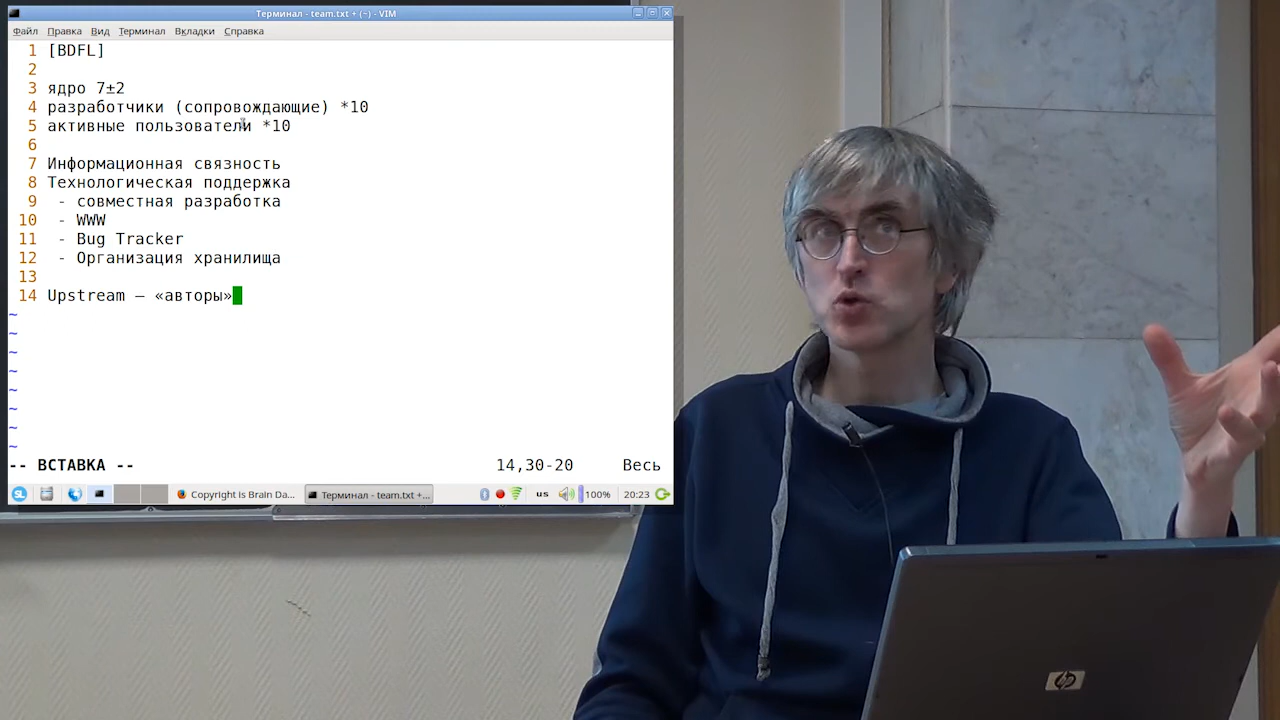 Терминал - team.txt + (~) - VIM
Файл Правка Вид Терминал Вкладки Справка
1 [BDFL]
2
3 ядро 7±2
4 разработчики (сопровождающие) *10
5 активные пользователи *10
6
7 Информационная связность
8 Технологическая поддержка
9 - совместная разработка
10 - WWW
11 - Bug Tracker
12 - Организация хранилища
13
14 Upstream — «авторы»
~
~
~
~
~
~
~
~
-- ВСТАВКА -- 14,30-20 Весь
SL Copyright is Brain Da... Терминал - team.txt +... us 100% 20:23
hp